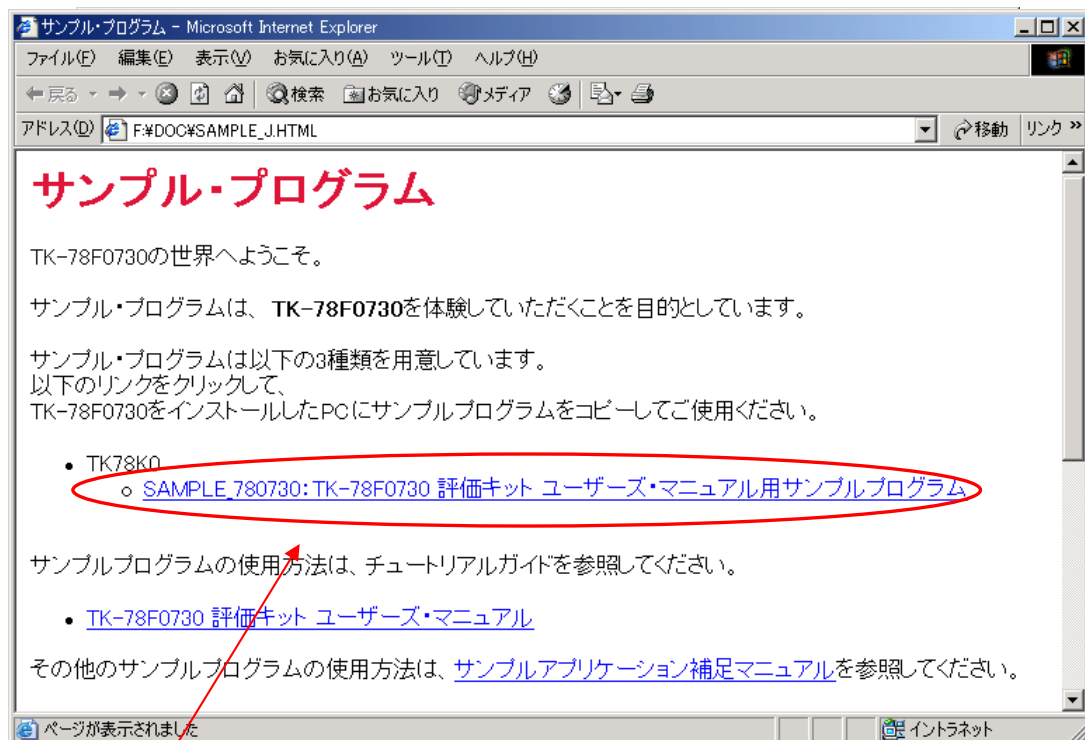 サンプル・プログラム - Microsoft Internet Explorer
ファイル(F) 編集(E) 表示(V) お気に入り(A) ツール(T) ヘルプ(H)
戻る 検索 お気に入り メディア
アドレス(D) F:¥DOC¥SAMPLE_J.HTML 移動 リンク »
サンプル・プログラム
TK-78F0730の世界へようこそ。
サンプル・プログラムは、 TK-78F0730を体験していただくことを目的としています。
サンプル・プログラムは以下の3種類を用意しています。
以下のリンクをクリックして、
TK-78F0730をインストールしたPCにサンプルプログラムをコピーしてご使用ください。
TK78K0
SAMPLE_780730:TK-78F0730 評価キット ユーザーズ・マニュアル用サンプルプログラム
サンプルプログラムの使用方法は、チュートリアルガイドを参照してください。
TK-78F0730 評価キット ユーザーズ・マニュアル
その他のサンプルプログラムの使用方法は、サンプルアプリケーション補足マニュアルを参照してください。
ページが表示されました イントラネット